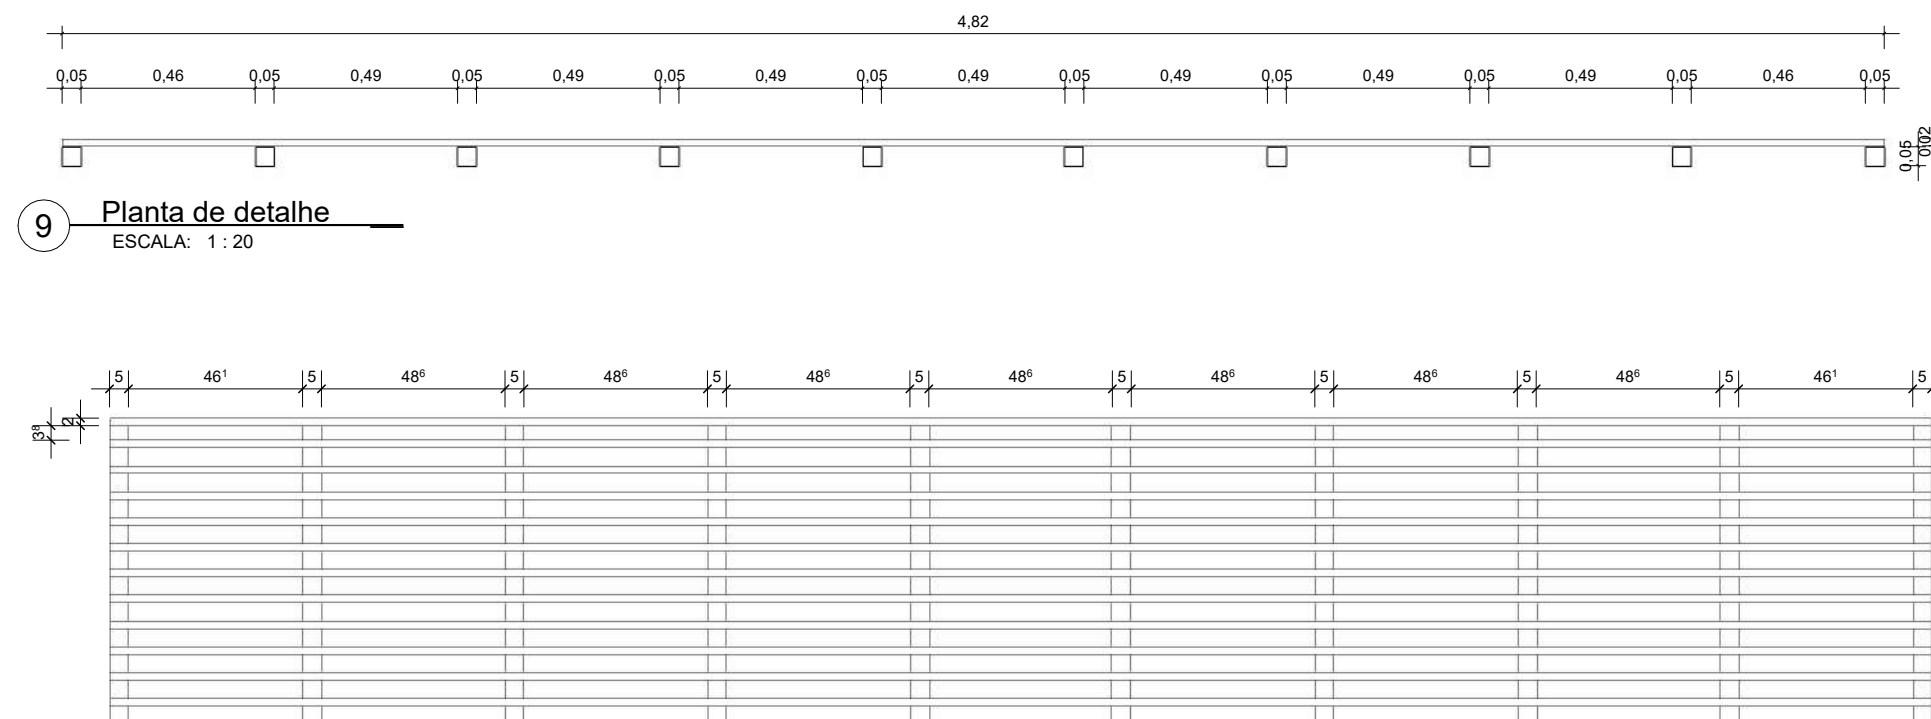 4,82
0,05 0,46 0,05 0,49 0,05 0,49 0,05 0,49 0,05 0,49 0,05 0,49 0,05 0,49 0,05 0,49 0,05 0,46 0,05
0,05 0,02
9 Planta de detalhe
ESCALA: 1 : 20
5 46¹ 5 48⁶ 5 48⁶ 5 48⁶ 5 48⁶ 5 48⁶ 5 48⁶ 5 48⁶ 5 46¹ 5
3⁸ 2